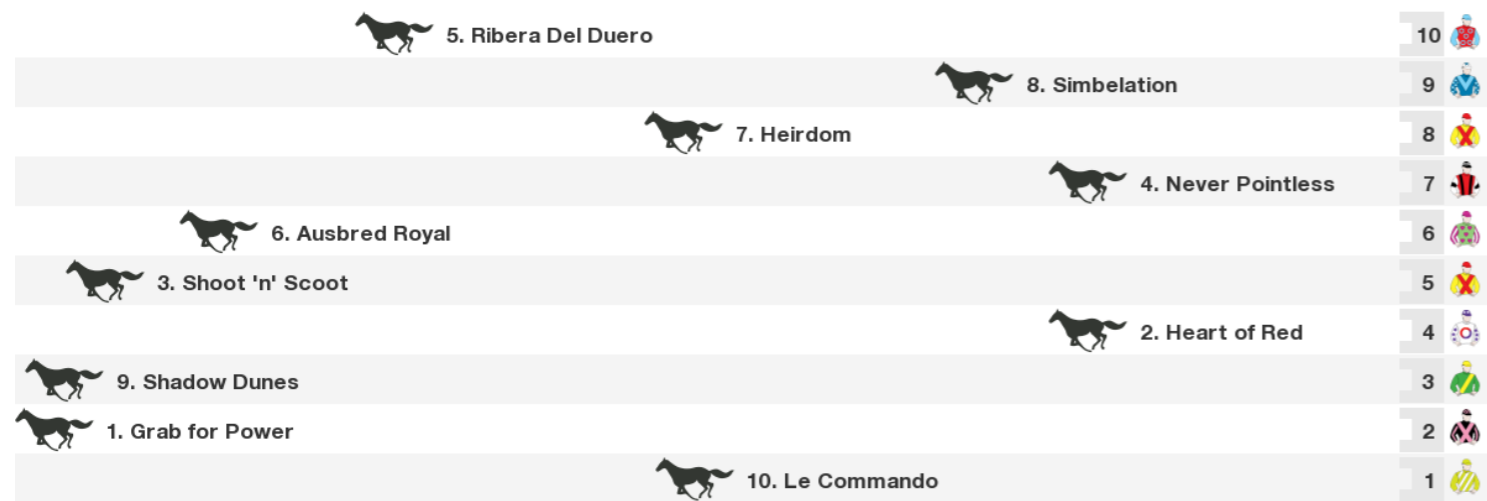 5. Ribera Del Duero 10
8. Simbelation 9
7. Heirdom 8
4. Never Pointless 7
6. Ausbred Royal 6
3. Shoot 'n' Scoot 5
2. Heart of Red 4
9. Shadow Dunes 3
1. Grab for Power 2
10. Le Commando 1